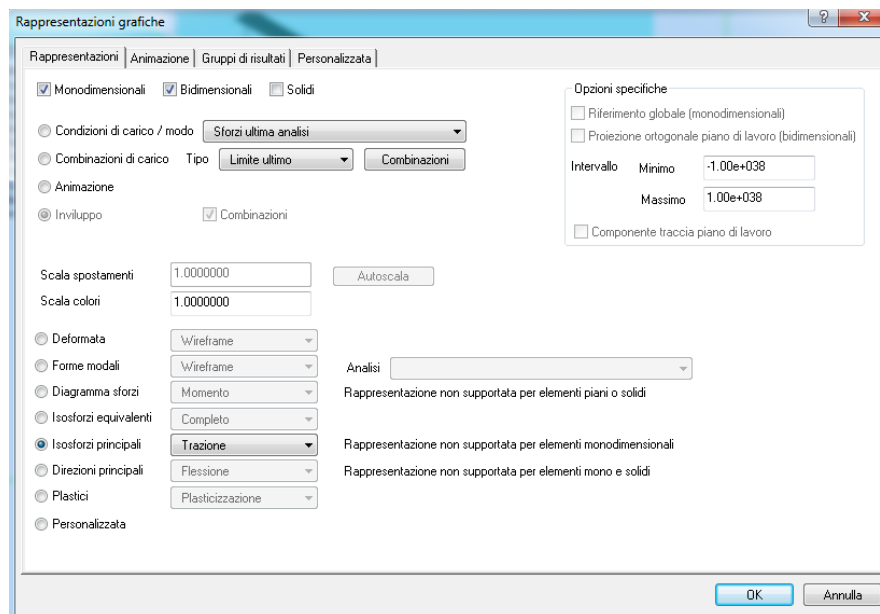 Rappresentazioni grafiche
?
X
Rappresentazioni Animazione Gruppi di risultati Personalizzata
Monodimensionali Bidimensionali Solidi
Condizioni di carico / modo Sforzi ultima analisi
Combinazioni di carico Tipo Limite ultimo Combinazioni
Animazione
Inviluppo Combinazioni
Opzioni specifiche
Riferimento globale (monodimensionali)
Proiezione ortogonale piano di lavoro (bidimensionali)
Intervallo Minimo -1.00e+038
Massimo 1.00e+038
Componente traccia piano di lavoro
Scala spostamenti 1.0000000 Autoscala
Scala colori 1.0000000
Deformata Wireframe
Forme modali Wireframe Analisi
Diagramma sforzi Momento Rappresentazione non supportata per elementi piani o solidi
Isosforzi equivalenti Completo
Isosforzi principali Trazione Rappresentazione non supportata per elementi monodimensionali
Direzioni principali Flessione Rappresentazione non supportata per elementi mono e solidi
Plastici Plasticizzazione
Personalizzata
OK Annulla